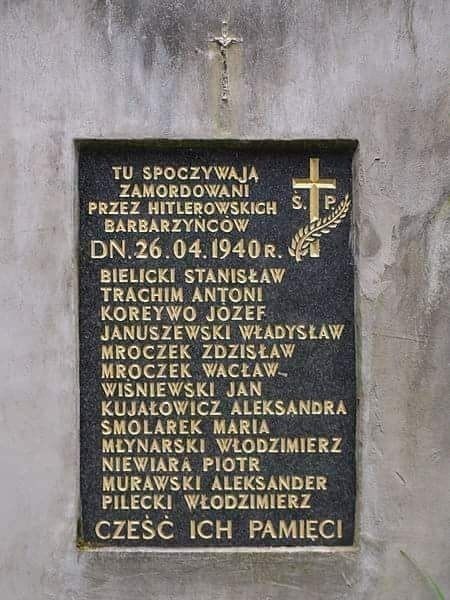 TU SPOCZYWAJĄ
ZAMORDOWANI
PRZEZ HITLEROWSKICH
BARBARZYŃCÓW
DN. 26.04.1940 R.
S. P.
BIELICKI STANISŁAW
TRACHIM ANTONI
KOREYWO JÓZEF
JANUSZEWSKI WŁADYSŁAW
MROCZEK ZDZISŁAW
MROCZEK WACŁAW
WIŚNIEWSKI JAN
KUJAŁOWICZ ALEKSANDRA
SMOLAREK MARIA
MŁYNARSKI WŁODZIMIERZ
NIEWIARA PIOTR
MURAWSKI ALEKSANDER
PILECKI WŁODZIMIERZ
CZEŚĆ ICH PAMIĘCI